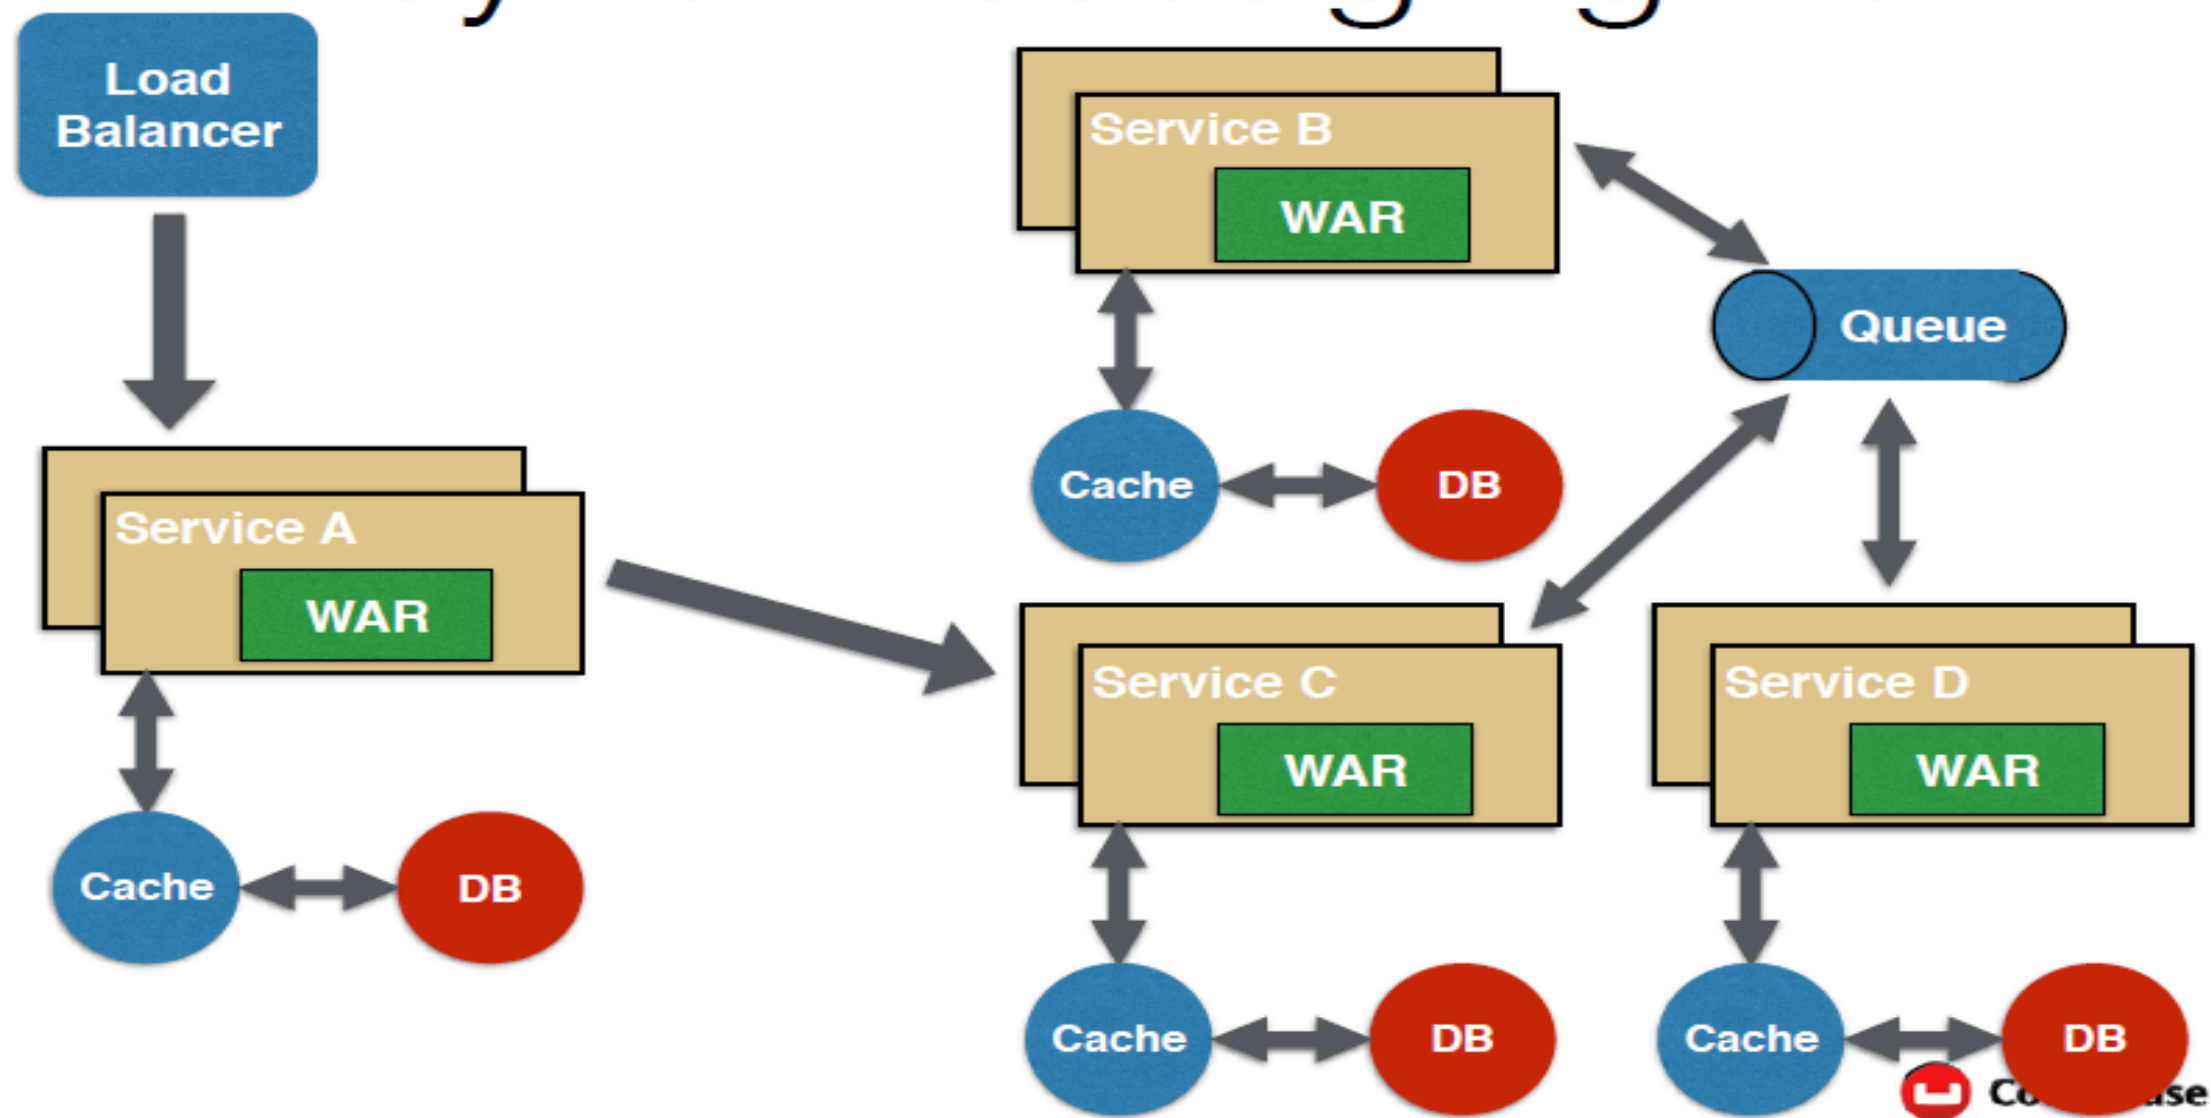 Load
Balancer
Service B
WAR
Queue
Cache
DB
Service A
WAR
Service C
WAR
Service D
WAR
Cache
DB
Cache
DB
Cache
DB